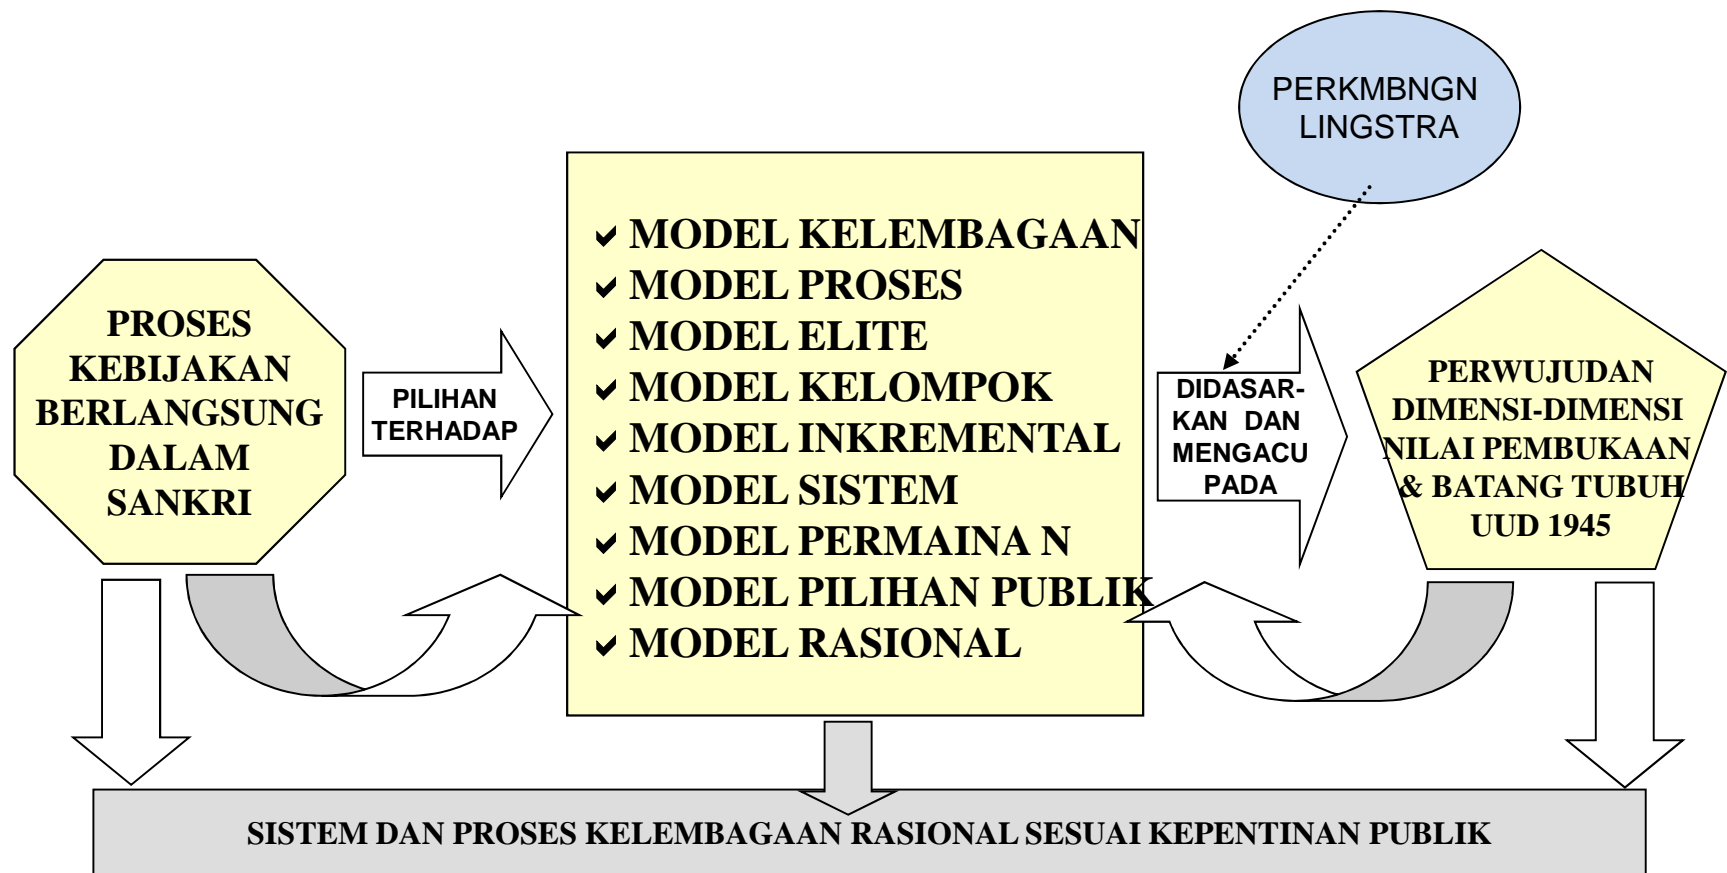 PERKMBNGN
LINGSTRA
PROSES
KEBIJAKAN
BERLANGSUNG
DALAM
SANKRI
PILIHAN
TERHADAP
MODEL KELEMBAGAAN
MODEL PROSES
MODEL ELITE
MODEL KELOMPOK
MODEL INKREMENTAL
MODEL SISTEM
MODEL PERMAINA N
MODEL PILIHAN PUBLIK
MODEL RASIONAL
DIDASAR-
KAN DAN
MENGACU
PADA
PERWUJUDAN
DIMENSI-DIMENSI
NILAI PEMBUKAAN
& BATANG TUBUH
UUD 1945
SISTEM DAN PROSES KELEMBAGAAN RASIONAL SESUAI KEPENTINAN PUBLIK